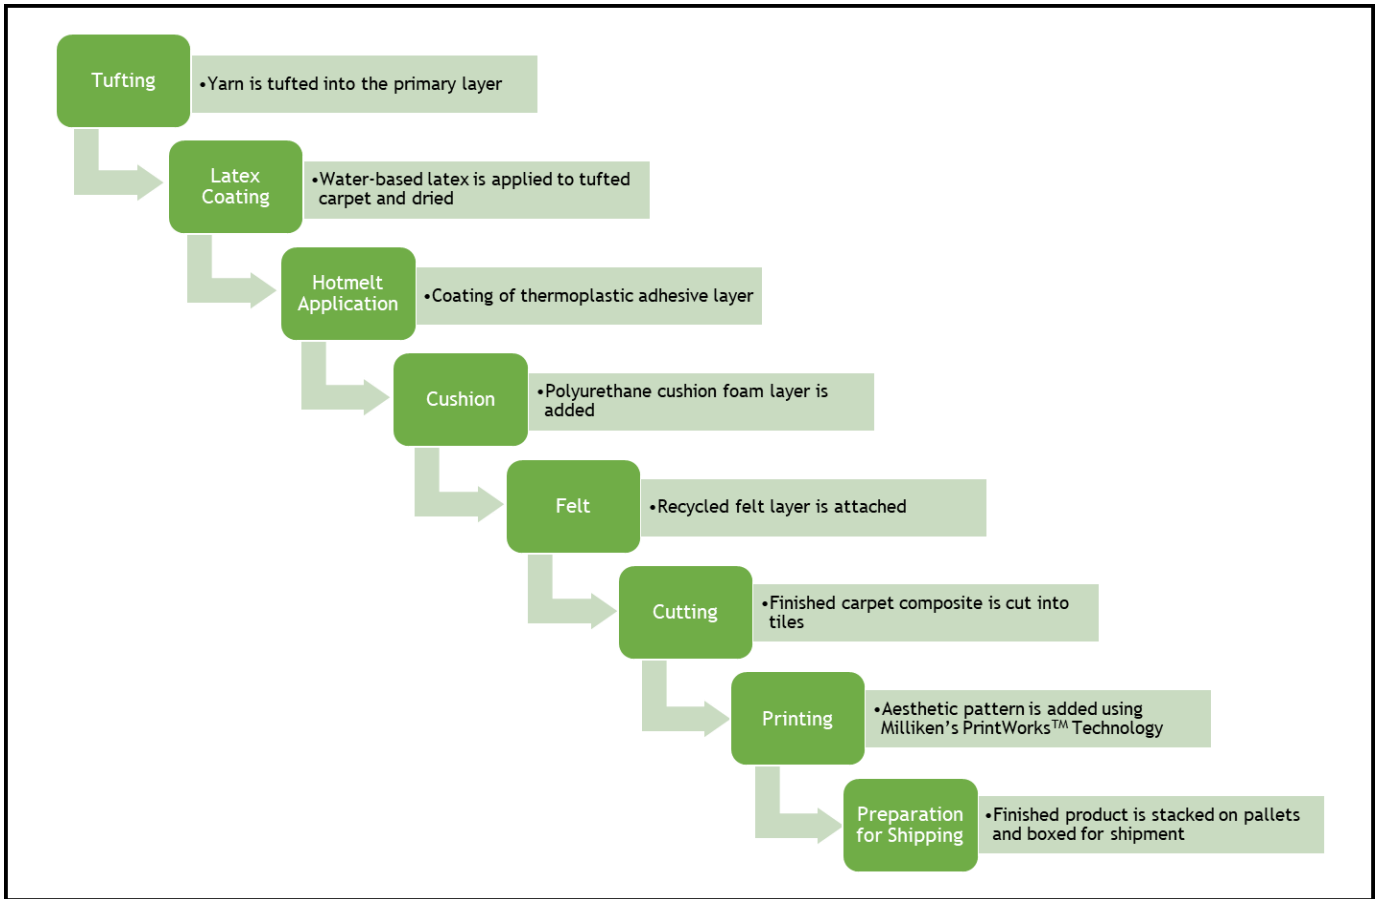 Tufting
•Yarn is tufted into the primary layer
Latex
Coating
•Water-based latex is applied to tufted
carpet and dried
Hotmelt
Application
•Coating of thermoplastic adhesive layer
Cushion
•Polyurethane cushion foam layer is
added
Felt
•Recycled felt layer is attached
Cutting
•Finished carpet composite is cut into
tiles
Printing
•Aesthetic pattern is added using
Milliken’s PrintWorks™ Technology
Preparation
for Shipping
•Finished product is stacked on pallets
and boxed for shipment